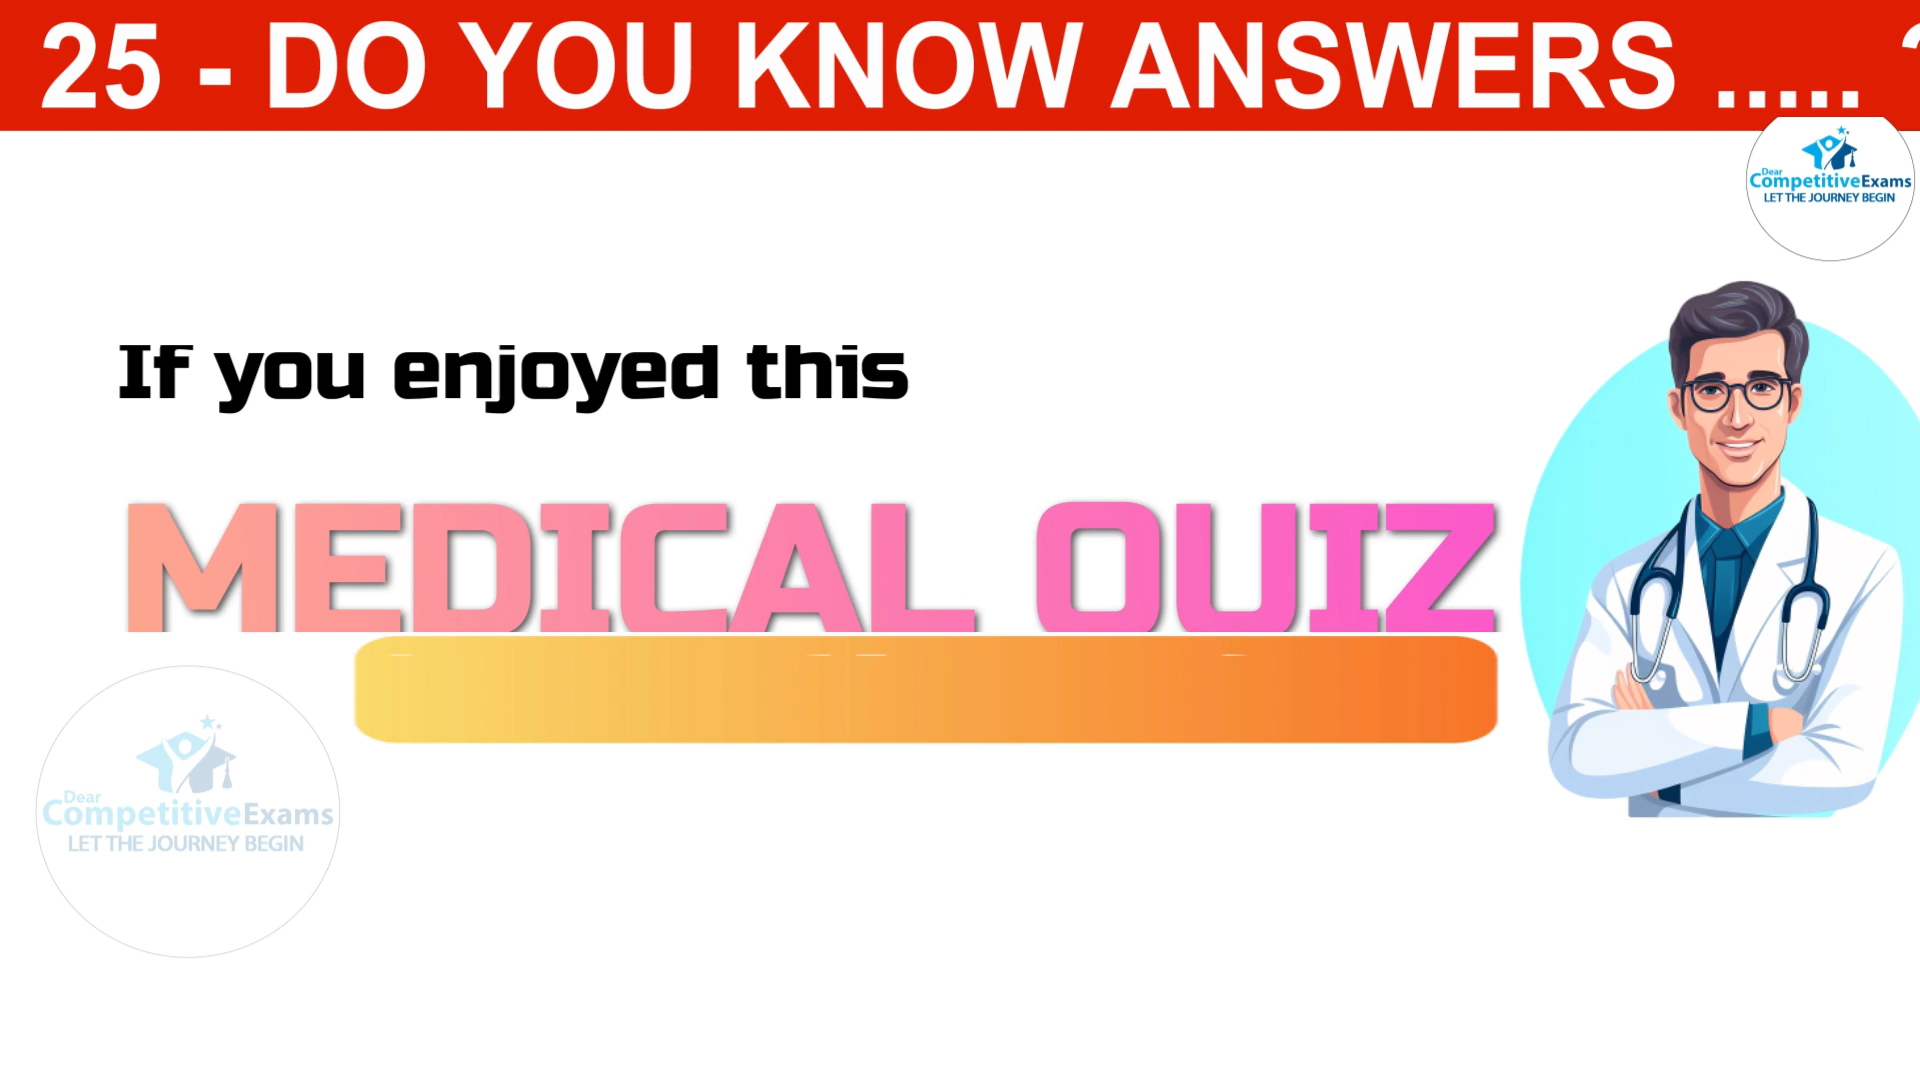 25 - DO YOU KNOW ANSWERS ..... ?
Dear
CompetitiveExams
LET THE JOURNEY BEGIN
If you enjoyed this
MEDICAL QUIZ
Dear
CompetitiveExams
LET THE JOURNEY BEGIN